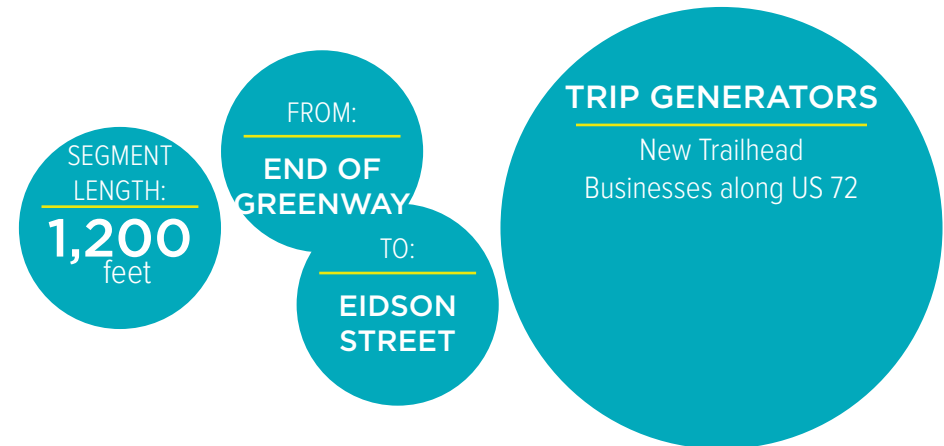 SEGMENT
LENGTH:
1,200
feet
FROM:
END OF
GREENWAY
TO:
EIDSON
STREET
TRIP GENERATORS
New Trailhead
Businesses along US 72